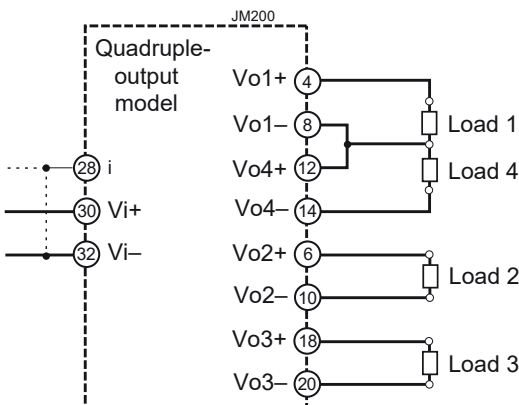 JM200
Quadruple-
output
model
Vo1+ 4
Vo1– 8
Load 1
Vo4+ 12
Load 4
28 i
30 Vi+
Vo4– 14
32 Vi–
Vo2+ 6
Load 2
Vo2– 10
Vo3+ 18
Load 3
Vo3– 20